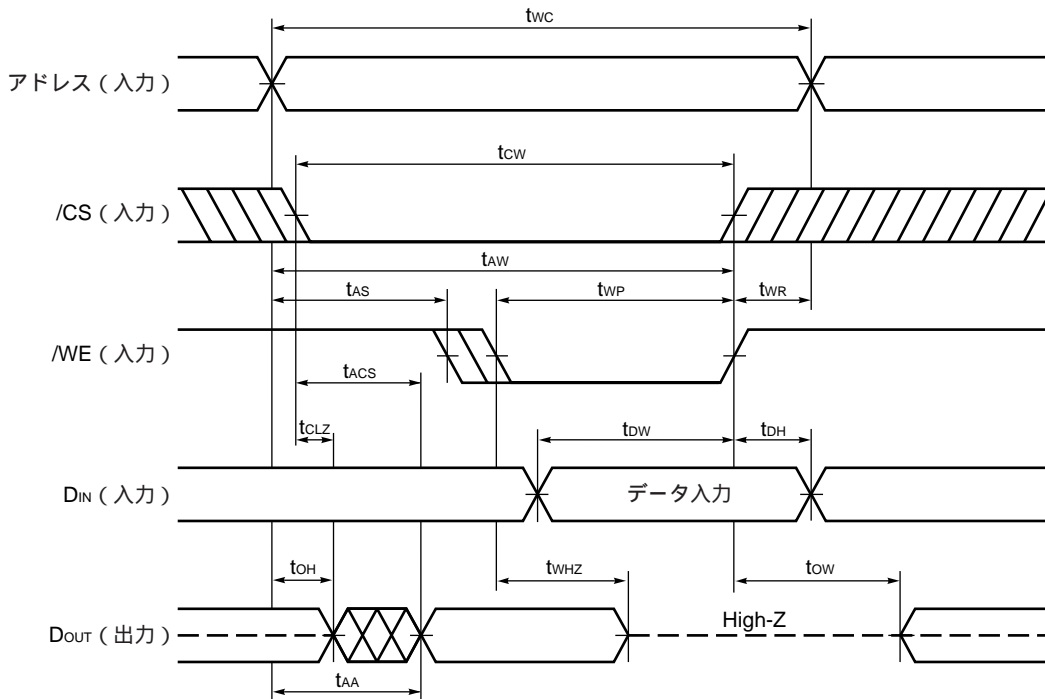 tWC
アドレス（入力）
tCW
/CS（入力）
tAW
tAS
tWP
tWR
/WE（入力）
tACS
tCLZ
tDW
tDH
DIN（入力）
データ入力
tOH
tWHZ
tOW
DOUT（出力）
High-Z
tAA